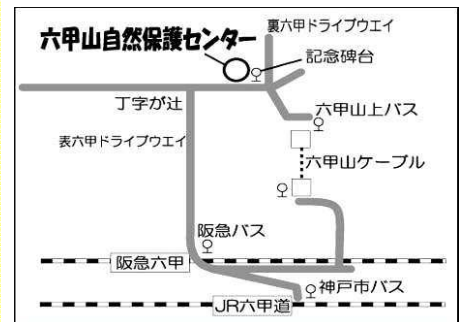 裏六甲ドライブウエイ
六甲山自然保護センター
記念碑台
丁字が辻
六甲山上バス
表六甲ドライブウエイ
六甲山ケーブル
阪急バス
阪急六甲
神戸市バス
JR六甲道